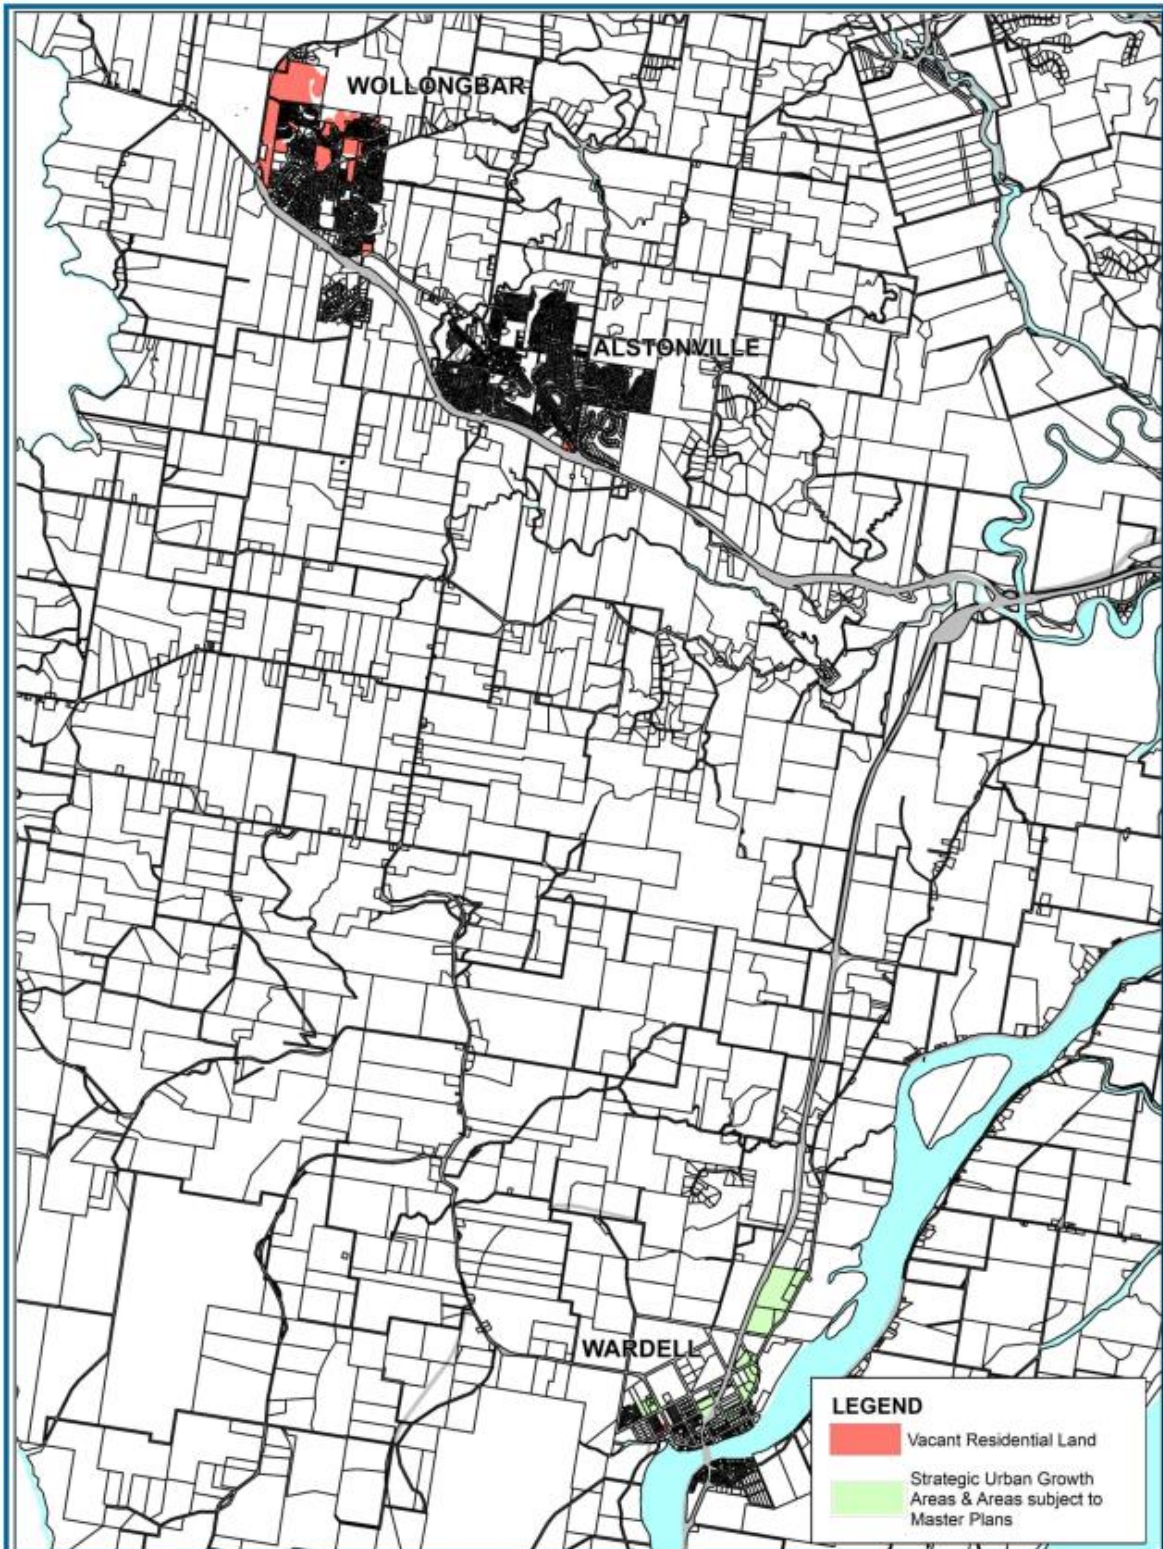 WOLLONGBAR
ALSTONVILLE
WARDELL
LEGEND
Vacant Residential Land
Strategic Urban Growth
Areas & Areas subject to
Master Plans